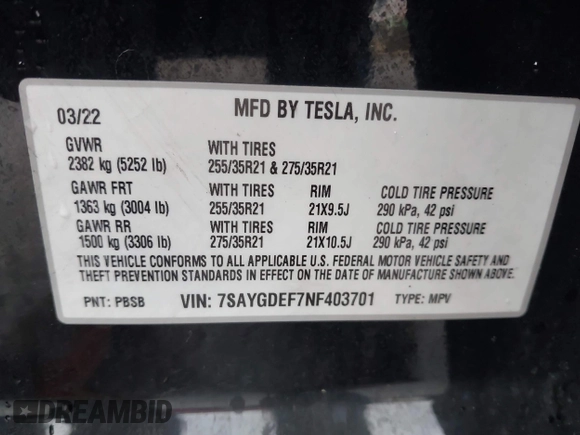 03/22 MFD BY TESLA, INC.
GVWR WITH TIRES
2382 kg (5252 lb) 255/35R21 & 275/35R21
GAWR FRT WITH TIRES RIM COLD TIRE PRESSURE
1363 kg (3004 lb) 255/35R21 21X9.5J 290 kPa, 42 psi
GAWR RR WITH TIRES RIM COLD TIRE PRESSURE
1500 kg (3306 lb) 275/35R21 21X10.5J 290 kPa, 42 psi
THIS VEHICLE CONFORMS TO ALL APPLICABLE U.S. FEDERAL MOTOR VEHICLE SAFETY AND
THEFT PREVENTION STANDARDS IN EFFECT ON THE DATE OF MANUFACTURE SHOWN ABOVE.
PNT: PBSB VIN: 7SAYGDEF7NF403701 TYPE: MPV
DREAMBID